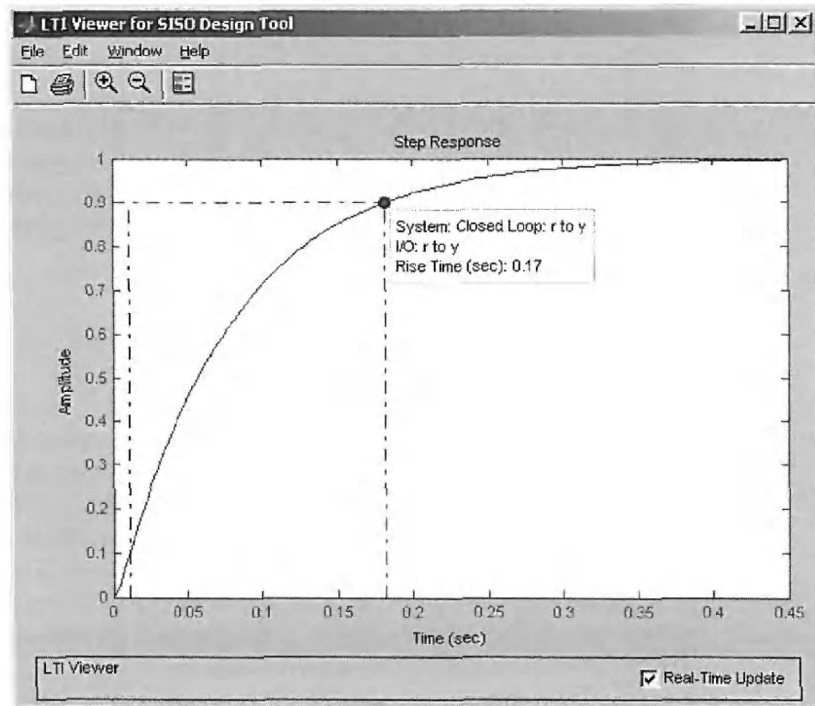 LTI Viewer for SISO Design Tool
File Edit Window Help
Step Response
1
0.9
0.8
0.7
0.6
0.5
0.4
0.3
0.2
0.1
0
Amplitude
System: Closed Loop: r to y
I/O: r to y
Rise Time (sec): 0.17
0 0.05 0.1 0.15 0.2 0.25 0.3 0.35 0.4 0.45
Time (sec)
LTI Viewer
Real-Time Update